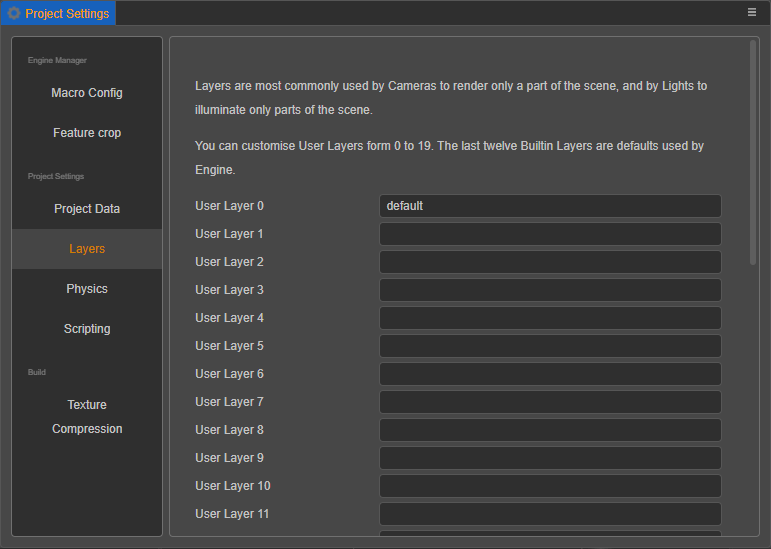 Project Settings
Engine Manager
Macro Config
Feature crop
Project Settings
Project Data
Layers
Physics
Scripting
Build
Texture
Compression
Layers are most commonly used by Cameras to render only a part of the scene, and by Lights to
illuminate only parts of the scene.
You can customise User Layers form 0 to 19. The last twelve Builtin Layers are defaults used by
Engine.
User Layer 0 default
User Layer 1
User Layer 2
User Layer 3
User Layer 4
User Layer 5
User Layer 6
User Layer 7
User Layer 8
User Layer 9
User Layer 10
User Layer 11